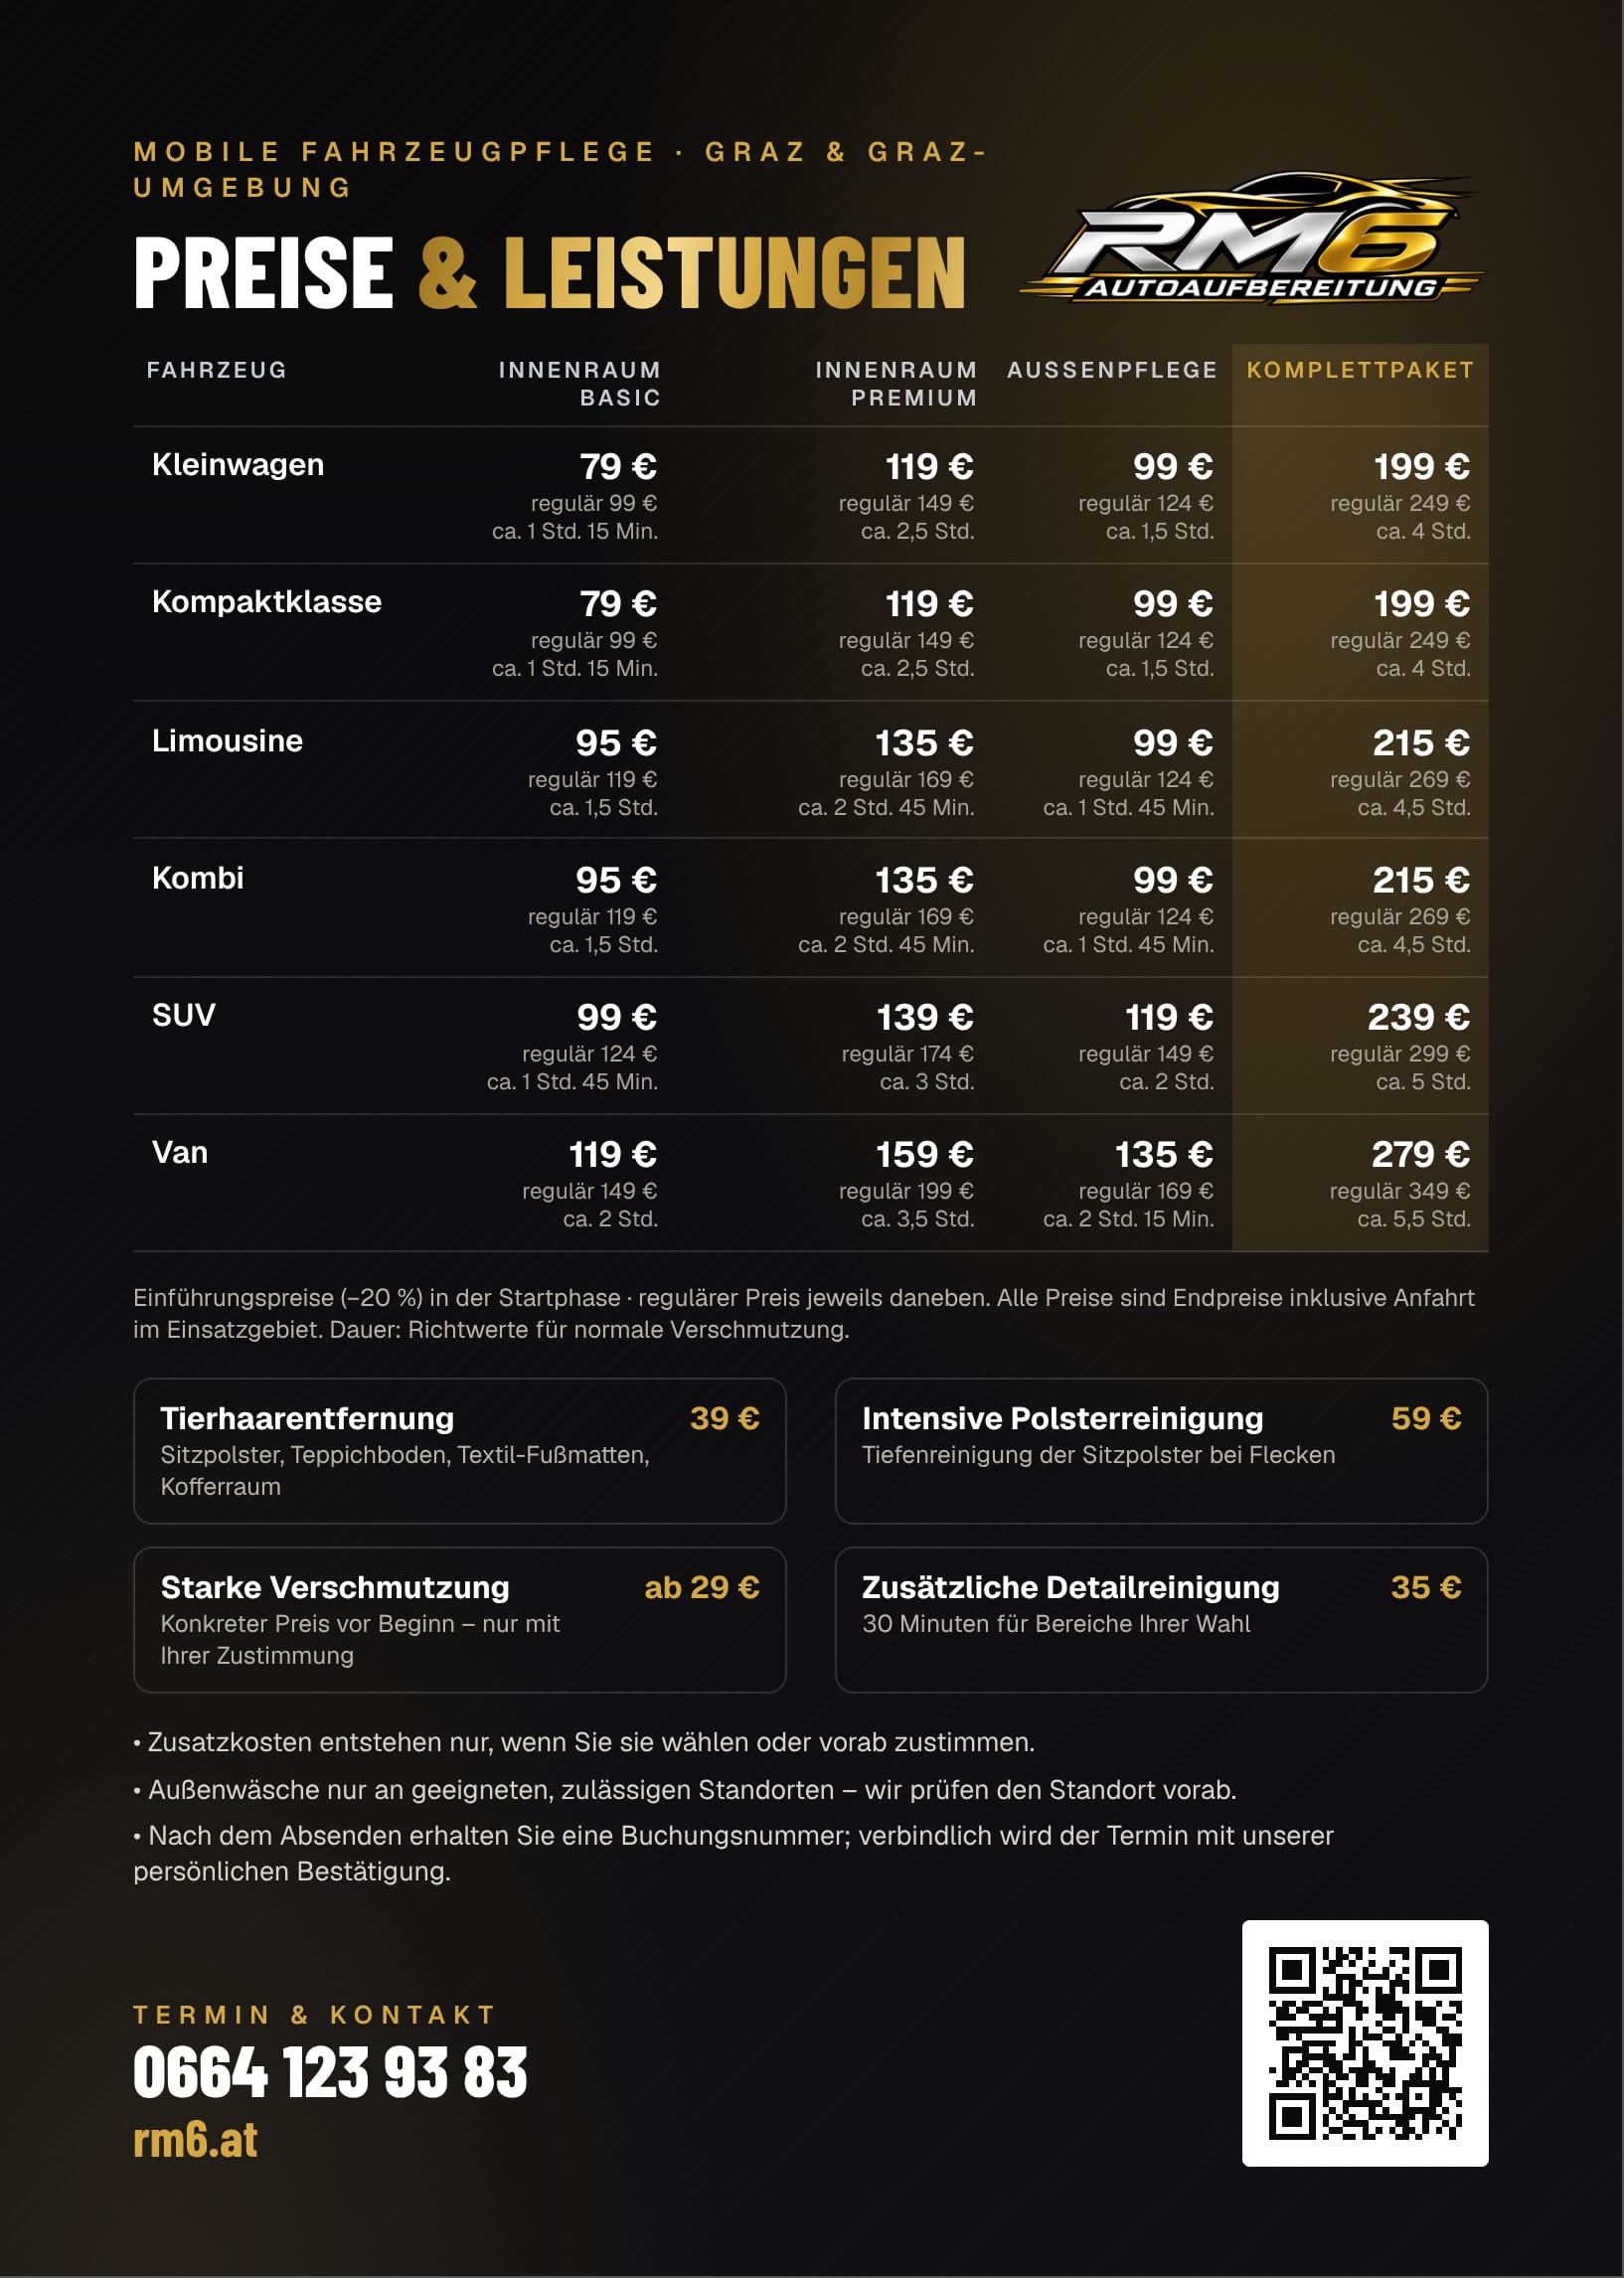 MOBILE FAHRZEUGPFLEGE · GRAZ & GRAZ-
UMGEBUNG
PREISE & LEISTUNGEN
RM6
AUTOAUFBEREITUNG
FAHRZEUG INNENRAUM BASIC INNENRAUM PREMIUM AUSSENPFLEGE KOMPLETTPAKET
Kleinwagen 79 € 119 € 99 € 199 €
regulär 99 € regulär 149 € regulär 124 € regulär 249 €
ca. 1 Std. 15 Min. ca. 2,5 Std. ca. 1,5 Std. ca. 4 Std.
Kompaktklasse 79 € 119 € 99 € 199 €
regulär 99 € regulär 149 € regulär 124 € regulär 249 €
ca. 1 Std. 15 Min. ca. 2,5 Std. ca. 1,5 Std. ca. 4 Std.
Limousine 95 € 135 € 99 € 215 €
regulär 119 € regulär 169 € regulär 124 € regulär 269 €
ca. 1,5 Std. ca. 2 Std. 45 Min. ca. 1 Std. 45 Min. ca. 4,5 Std.
Kombi 95 € 135 € 99 € 215 €
regulär 119 € regulär 169 € regulär 124 € regulär 269 €
ca. 1,5 Std. ca. 2 Std. 45 Min. ca. 1 Std. 45 Min. ca. 4,5 Std.
SUV 99 € 139 € 119 € 239 €
regulär 124 € regulär 174 € regulär 149 € regulär 299 €
ca. 1 Std. 45 Min. ca. 3 Std. ca. 2 Std. ca. 5 Std.
Van 119 € 159 € 135 € 279 €
regulär 149 € regulär 199 € regulär 169 € regulär 349 €
ca. 2 Std. ca. 3,5 Std. ca. 2 Std. 15 Min. ca. 5,5 Std.
Einführungspreise (−20 %) in der Startphase · regulärer Preis jeweils daneben. Alle Preise sind Endpreise inklusive Anfahrt
im Einsatzgebiet. Dauer: Richtwerte für normale Verschmutzung.
Tierhaarentfernung 39 €
Sitzpolster, Teppichboden, Textil-Fußmatten,
Kofferraum
Intensive Polsterreinigung 59 €
Tiefenreinigung der Sitzpolster bei Flecken
Starke Verschmutzung ab 29 €
Konkreter Preis vor Beginn – nur mit
Ihrer Zustimmung
Zusätzliche Detailreinigung 35 €
30 Minuten für Bereiche Ihrer Wahl
• Zusatzkosten entstehen nur, wenn Sie sie wählen oder vorab zustimmen.
• Außenwäsche nur an geeigneten, zulässigen Standorten – wir prüfen den Standort vorab.
• Nach dem Absenden erhalten Sie eine Buchungsnummer; verbindlich wird der Termin mit unserer
persönlichen Bestätigung.
TERMIN & KONTAKT
0664 123 93 83
rm6.at